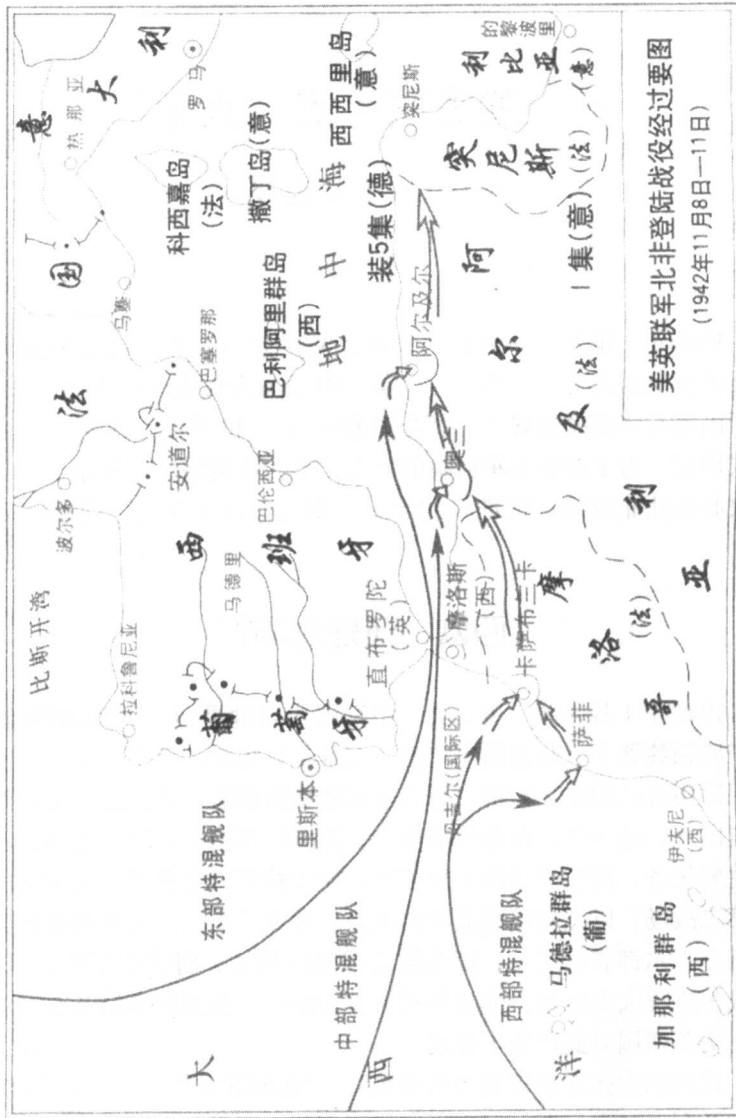 美英联军北非登陆战役经过要图
(1942年11月8日—11日)
比斯开湾
波尔多
法国
意大利
热那亚
罗马
马赛
安道尔
巴塞罗那
科西嘉岛
(法)
撒丁岛(意)
拉科鲁尼亚
西班牙
马德里
巴伦西亚
巴利阿里群岛
(西)
地中海
西西里岛
(意)
葡萄牙
里斯本
直布罗陀
(英)
东部特混舰队
中部特混舰队
西部特混舰队
大西洋
丹吉尔(国际区)
摩洛斯
(西)
奥兰
阿尔及尔
装5集(德)
突尼斯
突尼斯
(法)
的黎波里
利比亚
(意)
卡萨布兰卡
萨菲
摩洛哥
(法)
阿尔及利亚
(法)
1集(意)
马德拉群岛
(葡)
加那利群岛
(西)
伊夫尼
(西)